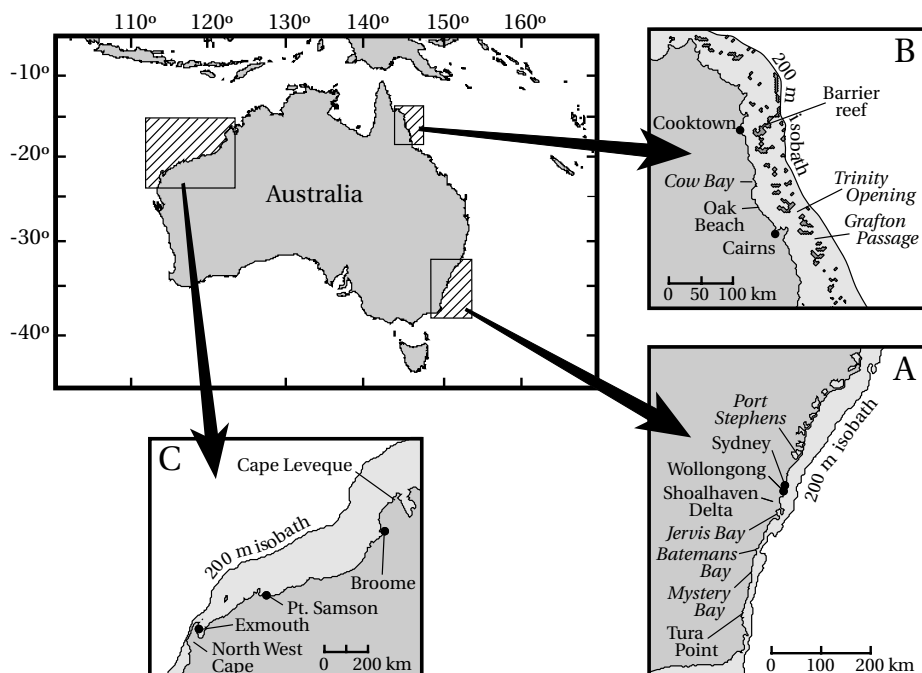 110º 120º 130º 140º 150º 160º
-10º
-20º
-30º
-40º
Australia
B
200 m isobath
Barrier
reef
Cooktown
Cow Bay
Trinity
Opening
Oak
Beach
Grafton
Passage
Cairns
0 50 100 km
A
Port
Stephens
Sydney
200 m isobath
Wollongong
Shoalhaven
Delta
Jervis Bay
Batemans
Bay
Mystery
Bay
Tura
Point
0 100 200 km
C
Cape Leveque
200 m isobath
Broome
Pt. Samson
Exmouth
North West
Cape
0 200 km